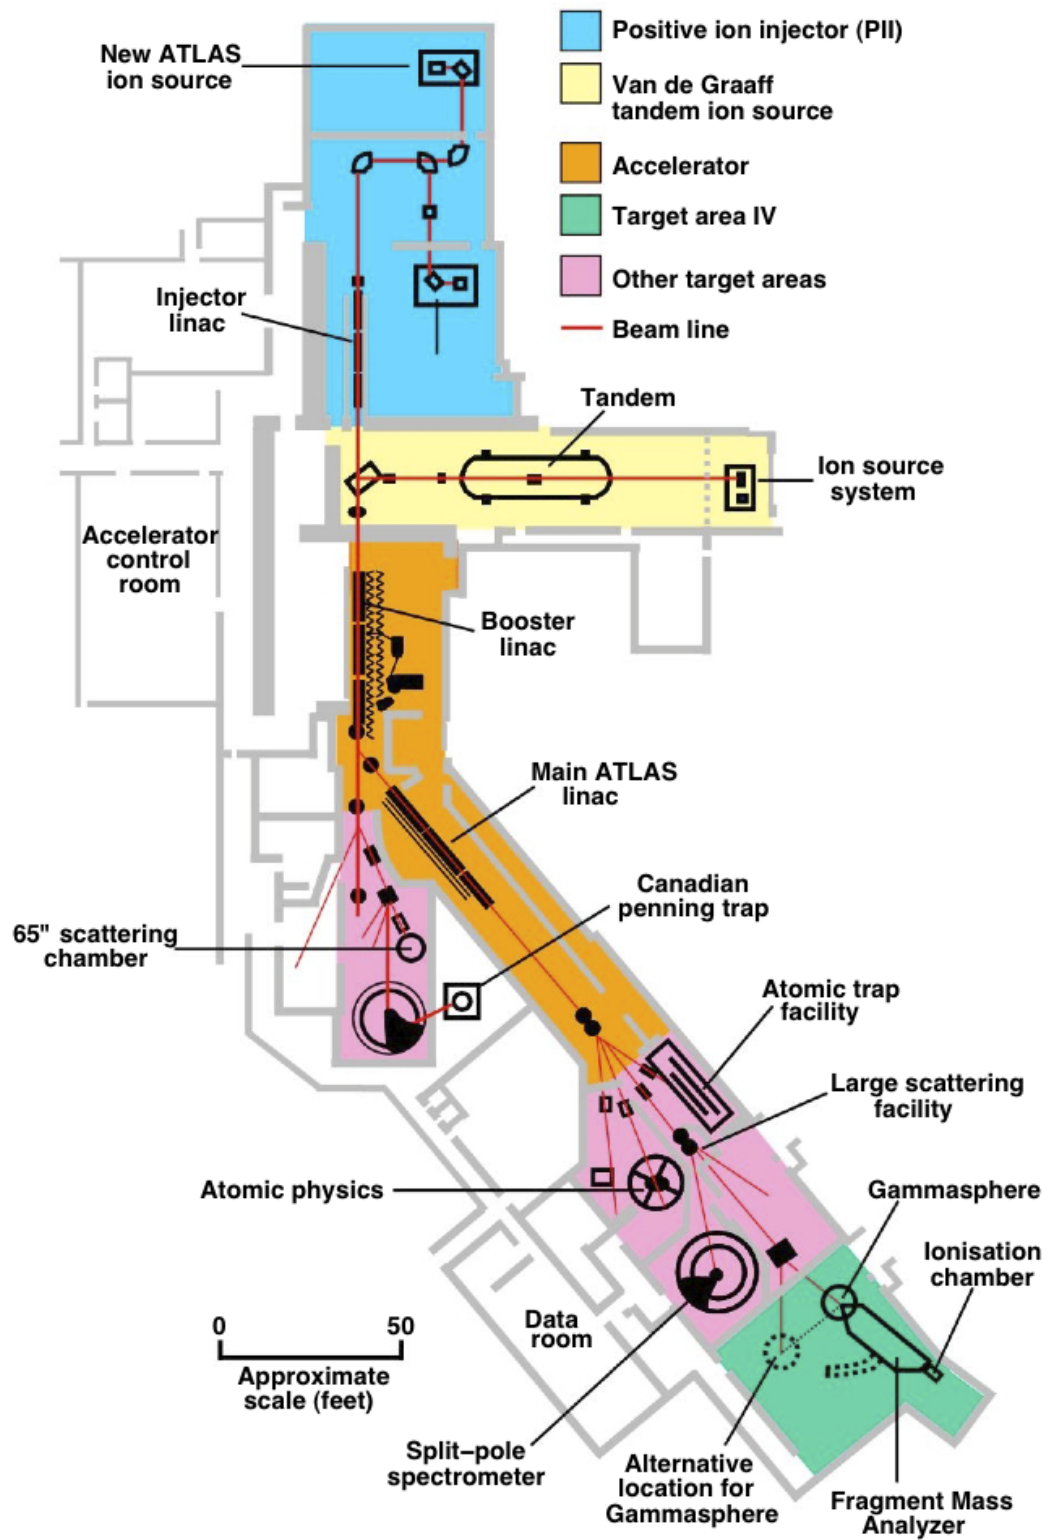 New ATLAS
ion source
Positive ion injector (PII)
Van de Graaff
tandem ion source
Accelerator
Target area IV
Other target areas
Beam line
Injector
linac
Tandem
Ion source
system
Accelerator
control
room
Booster
linac
Main ATLAS
linac
Canadian
penning trap
65" scattering
chamber
Atomic trap
facility
Large scattering
facility
Atomic physics
Gammasphere
Ionisation
chamber
Data
room
0 50
Approximate
scale (feet)
Split–pole
spectrometer
Alternative
location for
Gammasphere
Fragment Mass
Analyzer